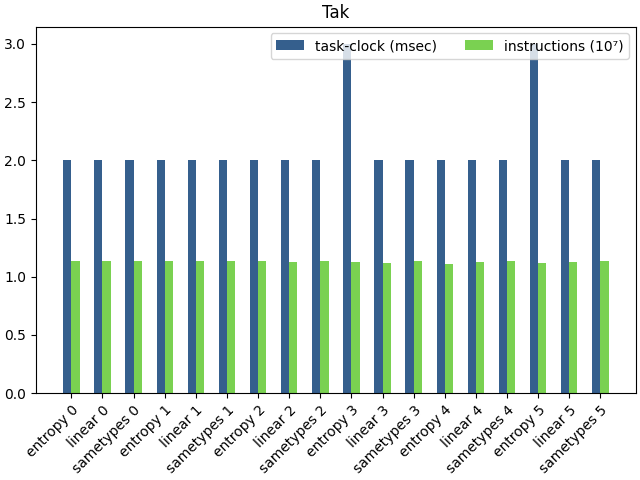 Tak
task-clock (msec)
instructions (10⁷)
3.0
2.5
2.0
1.5
1.0
0.5
0.0
entropy 0
linear 0
sametypes 0
entropy 1
linear 1
sametypes 1
entropy 2
linear 2
sametypes 2
entropy 3
linear 3
sametypes 3
entropy 4
linear 4
sametypes 4
entropy 5
linear 5
sametypes 5